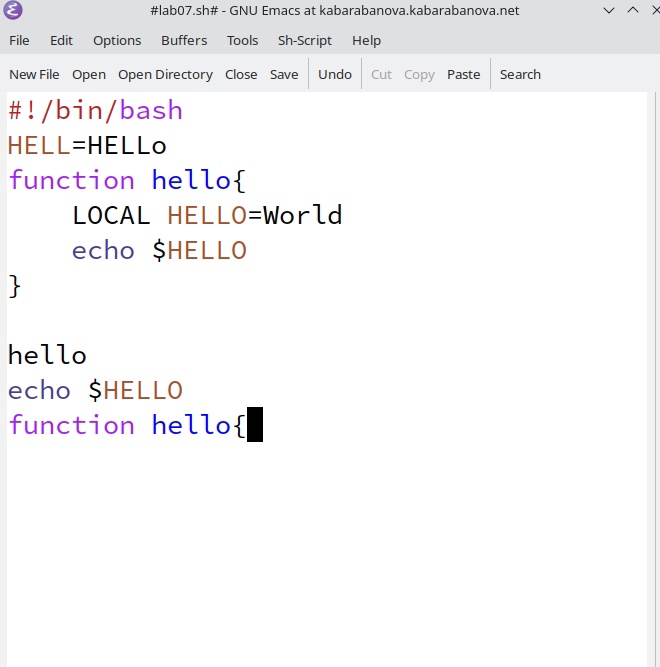 #lab07.sh# - GNU Emacs at kabarabanova.kabarabanova.net
File Edit Options Buffers Tools Sh-Script Help
New File Open Open Directory Close Save Undo Cut Copy Paste Search
#!/bin/bash
HELL=HELLo
function hello{
    LOCAL HELLO=World
    echo $HELLO
}
hello
echo $HELLO
function hello{